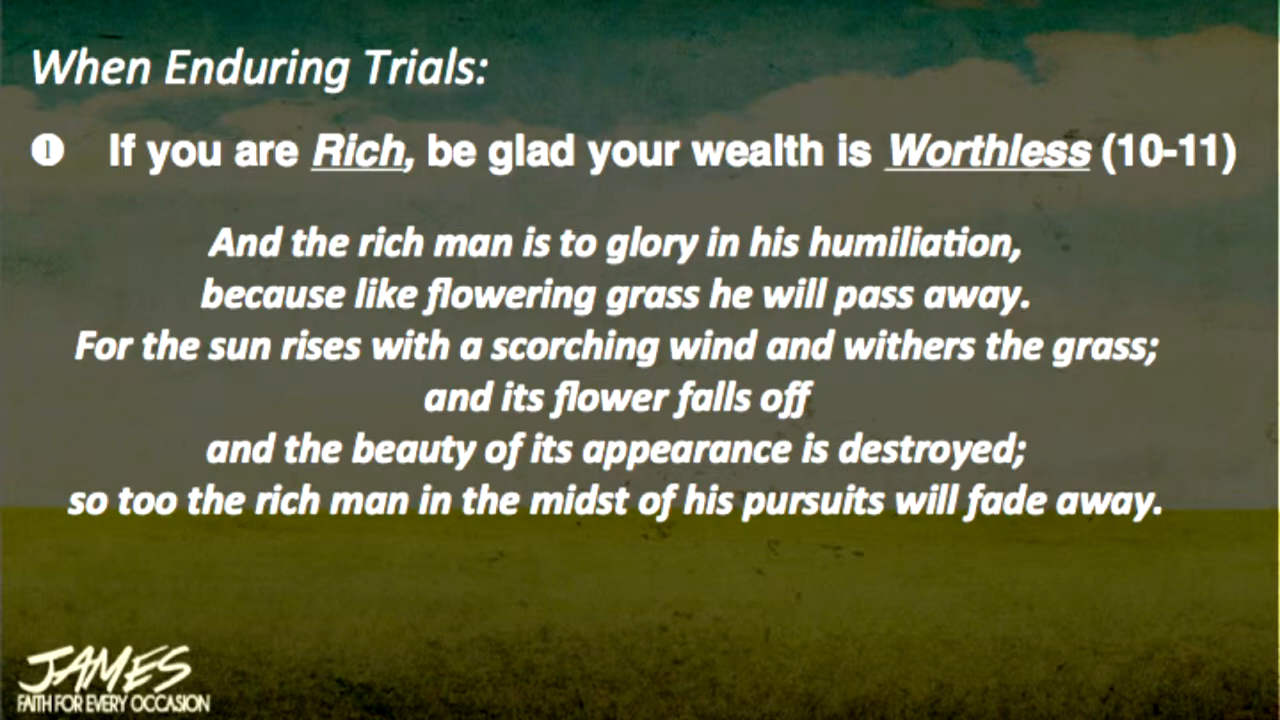 When Enduring Trials:
❶ If you are Rich, be glad your wealth is Worthless (10-11)
And the rich man is to glory in his humiliation,
because like flowering grass he will pass away.
For the sun rises with a scorching wind and withers the grass;
and its flower falls off
and the beauty of its appearance is destroyed;
so too the rich man in the midst of his pursuits will fade away.
JAMES
FAITH FOR EVERY OCCASION